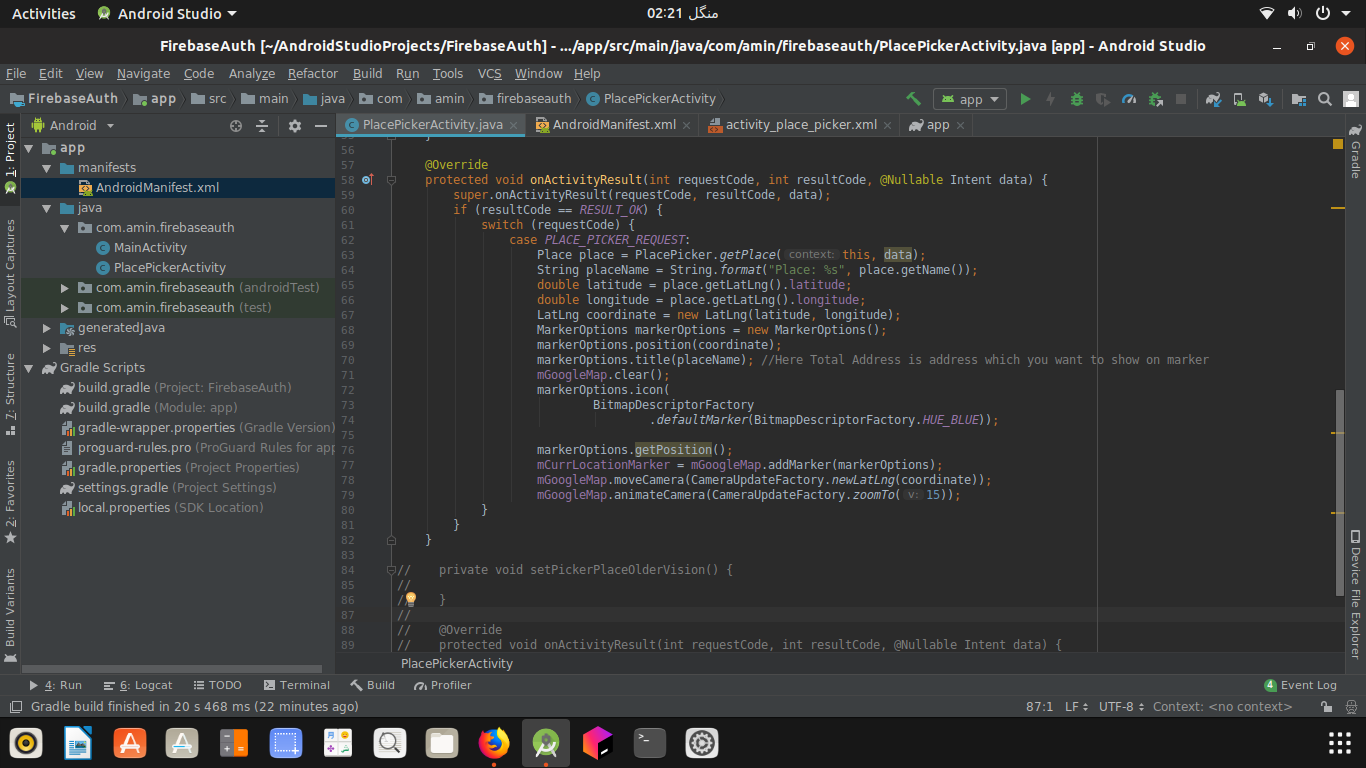 Activities Android Studio منگل 02:21
FirebaseAuth [~/AndroidStudioProjects/FirebaseAuth] - .../app/src/main/java/com/amin/firebaseauth/PlacePickerActivity.java [app] - Android Studio
File Edit View Navigate Code Analyze Refactor Build Run Tools VCS Window Help
FirebaseAuth app src main java com amin firebaseauth PlacePickerActivity app
Android PlacePickerActivity.java AndroidManifest.xml activity_place_picker.xml app
1: Project
Layout Captures
7: Structure
2: Favorites
Build Variants
app
manifests
AndroidManifest.xml
java
com.amin.firebaseauth
MainActivity
PlacePickerActivity
com.amin.firebaseauth (androidTest)
com.amin.firebaseauth (test)
generatedJava
res
Gradle Scripts
build.gradle (Project: FirebaseAuth)
build.gradle (Module: app)
gradle-wrapper.properties (Gradle Version)
proguard-rules.pro (ProGuard Rules for app
gradle.properties (Project Properties)
settings.gradle (Project Settings)
local.properties (SDK Location)
55 }
56
57 @Override
58 protected void onActivityResult(int requestCode, int resultCode, @Nullable Intent data) {
59 super.onActivityResult(requestCode, resultCode, data);
60 if (resultCode == RESULT_OK) {
61 switch (requestCode) {
62 case PLACE_PICKER_REQUEST:
63 Place place = PlacePicker.getPlace( context: this, data);
64 String placeName = String.format("Place: %s", place.getName());
65 double latitude = place.getLatLng().latitude;
66 double longitude = place.getLatLng().longitude;
67 LatLng coordinate = new LatLng(latitude, longitude);
68 MarkerOptions markerOptions = new MarkerOptions();
69 markerOptions.position(coordinate);
70 markerOptions.title(placeName); //Here Total Address is address which you want to show on marker
71 mGoogleMap.clear();
72 markerOptions.icon(
73 BitmapDescriptorFactory
74 .defaultMarker(BitmapDescriptorFactory.HUE_BLUE));
75
76 markerOptions.getPosition();
77 mCurrLocationMarker = mGoogleMap.addMarker(markerOptions);
78 mGoogleMap.moveCamera(CameraUpdateFactory.newLatLng(coordinate));
79 mGoogleMap.animateCamera(CameraUpdateFactory.zoomTo( v: 15));
80 }
81 }
82 }
83
84 // private void setPickerPlaceOlderVision() {
85 //
86 // }
87 //
88 // @Override
89 // protected void onActivityResult(int requestCode, int resultCode, @Nullable Intent data) {
PlacePickerActivity
Gradle
Device File Explorer
4: Run 6: Logcat TODO Terminal Build Profiler 4 Event Log
Gradle build finished in 20 s 468 ms (22 minutes ago) 87:1 LF UTF-8 Context: <no context>